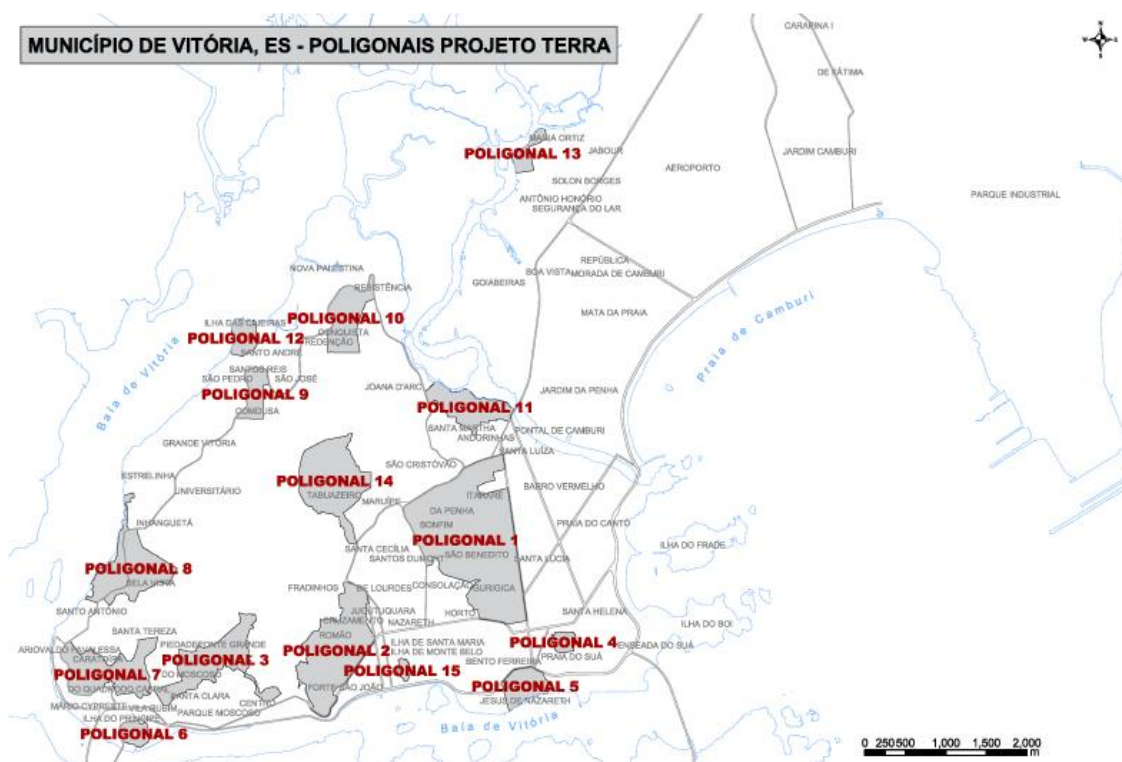 MUNICÍPIO DE VITÓRIA, ES - POLIGONAIS PROJETO TERRA
N
W E
S
CARAPINA I
DE FÁTIMA
MARIA ORTIZ
POLIGONAL 13
JABOUR
JARDIM CAMBURI
AEROPORTO
SOLON BORGES
PARQUE INDUSTRIAL
ANTÔNIO HONÓRIO
SEGURANÇA DO LAR
REPÚBLICA
NOVA PALESTINA
BOA VISTA
MORADA DE CAMBURI
GOIABEIRAS
RESISTÊNCIA
MATA DA PRAIA
Praia de Camburi
POLIGONAL 10
ILHA DAS CAIEIRAS
CONQUISTA
POLIGONAL 12
REDENÇÃO
SANTO ANDRÉ
Baía de Vitória
SANTOS REIS
SÃO PEDRO
SÃO JOSÉ
JOANA D'ARC
JARDIM DA PENHA
POLIGONAL 9
POLIGONAL 11
COMDUSA
SANTA MARTHA
PONTAL DE CAMBURI
ANDORINHAS
GRANDE VITÓRIA
SANTA LUÍZA
SÃO CRISTÓVÃO
ESTRELINHA
POLIGONAL 14
BARRO VERMELHO
UNIVERSITÁRIO
TABUAZEIRO
MARUÍPE
ITARARÉ
DA PENHA
INHANGUETÁ
BONFIM
PRAIA DO CANTO
POLIGONAL 1
ILHA DO FRADE
SANTA CECÍLIA
SANTOS DUMONT
SÃO BENEDITO
SANTA LÚCIA
POLIGONAL 8
BELA VISTA
FRADINHOS
DE LOURDES
CONSOLAÇÃO
GURIGICA
SANTO ANTÔNIO
JUCUTUQUARA
HORTO
SANTA HELENA
CRUZAMENTO
NAZARETH
ILHA DO BOI
SANTA TEREZA
ROMÃO
ILHA DE SANTA MARIA
POLIGONAL 4
PIEDADE
FONTE GRANDE
ENSEADA DO SUÁ
ARIOVALDO FAVALESSA
POLIGONAL 2
ILHA DE MONTE BELO
PRAIA DO SUÁ
CARATOÍRA
POLIGONAL 3
BENTO FERREIRA
POLIGONAL 7
DO MOSCOSO
POLIGONAL 15
POLIGONAL 5
DO QUADRO
DO CABRAL
FORTE SÃO JOÃO
SANTA CLARA
CENTRO
JESUS DE NAZARETH
MÁRIO CYPRESTE
VILA RUBIM
PARQUE MOSCOSO
ILHA DO PRÍNCIPE
Baía de Vitória
POLIGONAL 6
0 250 500 1,000 1,500 2,000
m